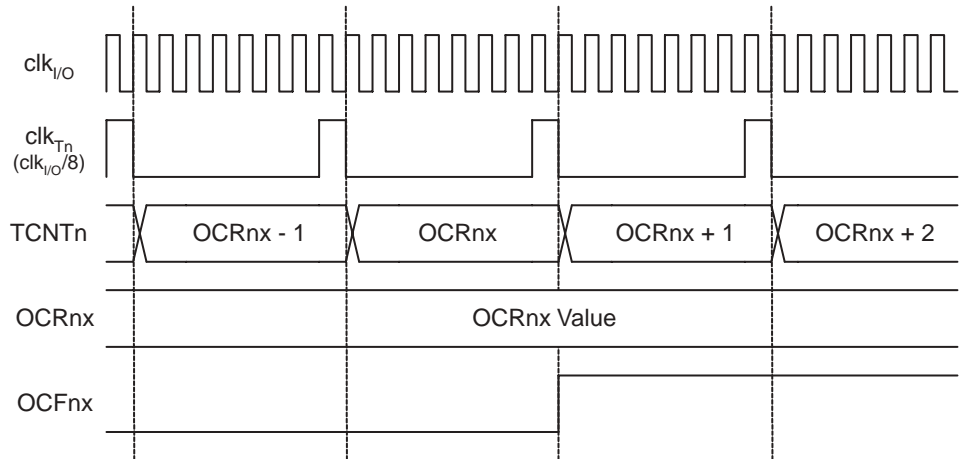 clkI/O
clkTn
(clkI/O/8)
TCNTn OCRnx - 1 OCRnx OCRnx + 1 OCRnx + 2
OCRnx OCRnx Value
OCFnx